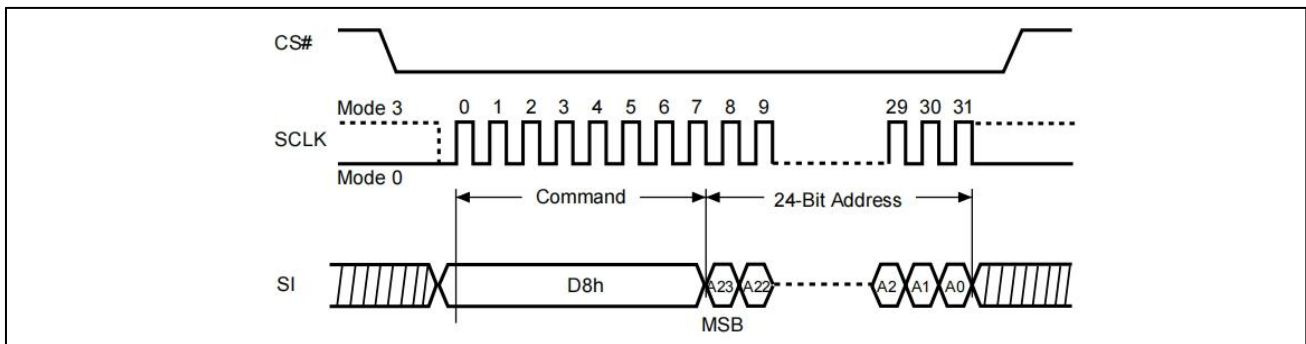 CS#
Mode 3
0 1 2 3 4 5 6 7 8 9 29 30 31
SCLK
Mode 0
Command
24-Bit Address
SI
D8h
A23 A22 A2 A1 A0
MSB